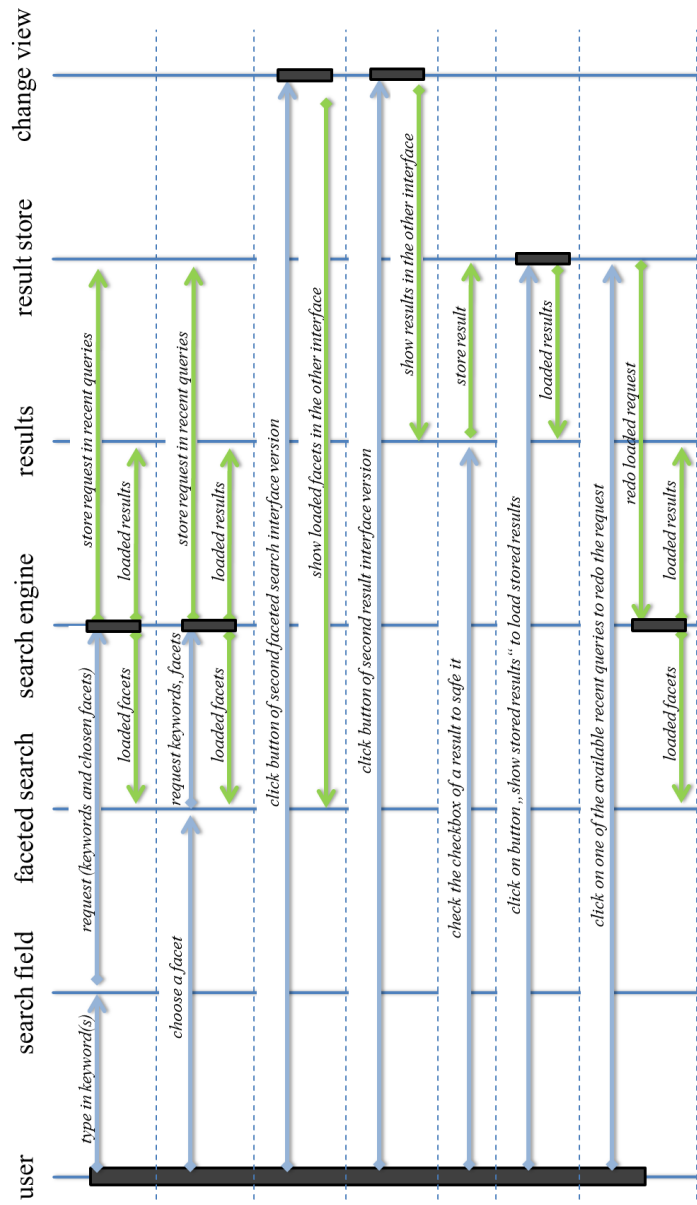 user
search field
faceted search
search engine
results
result store
change view
type in keyword(s)
request (keywords and chosen facets)
store request in recent queries
loaded facets
loaded results
choose a facet
request keywords, facets
store request in recent queries
loaded facets
loaded results
click button of second faceted search interface version
show loaded facets in the other interface
click button of second result interface version
show results in the other interface
check the checkbox of a result to safe it
store result
click on button „show stored results“ to load stored results
loaded results
click on one of the available recent queries to redo the request
redo loaded request
loaded facets
loaded results